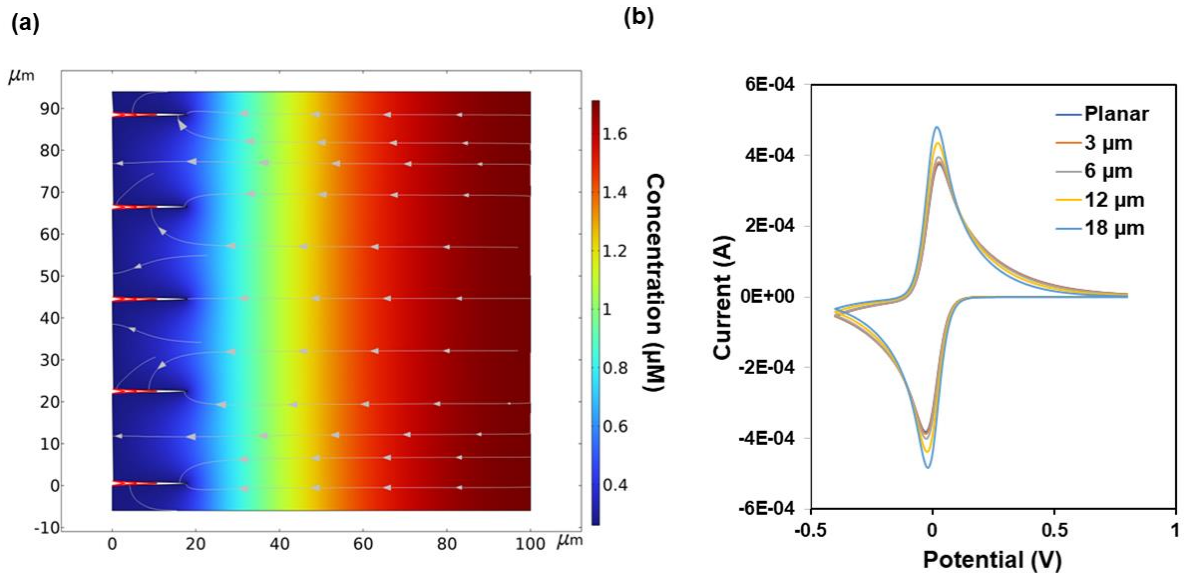 (a)
μm
90
80
70
60
50
40
30
20
10
0
-10
0
20
40
60
80
100
μm
1.6
1.4
1.2
1
0.8
0.6
0.4
Concentration (μM)
(b)
6E-04
4E-04
2E-04
0E+00
-2E-04
-4E-04
-6E-04
Current (A)
Planar
3 μm
6 μm
12 μm
18 μm
-0.5
0
0.5
1
Potential (V)